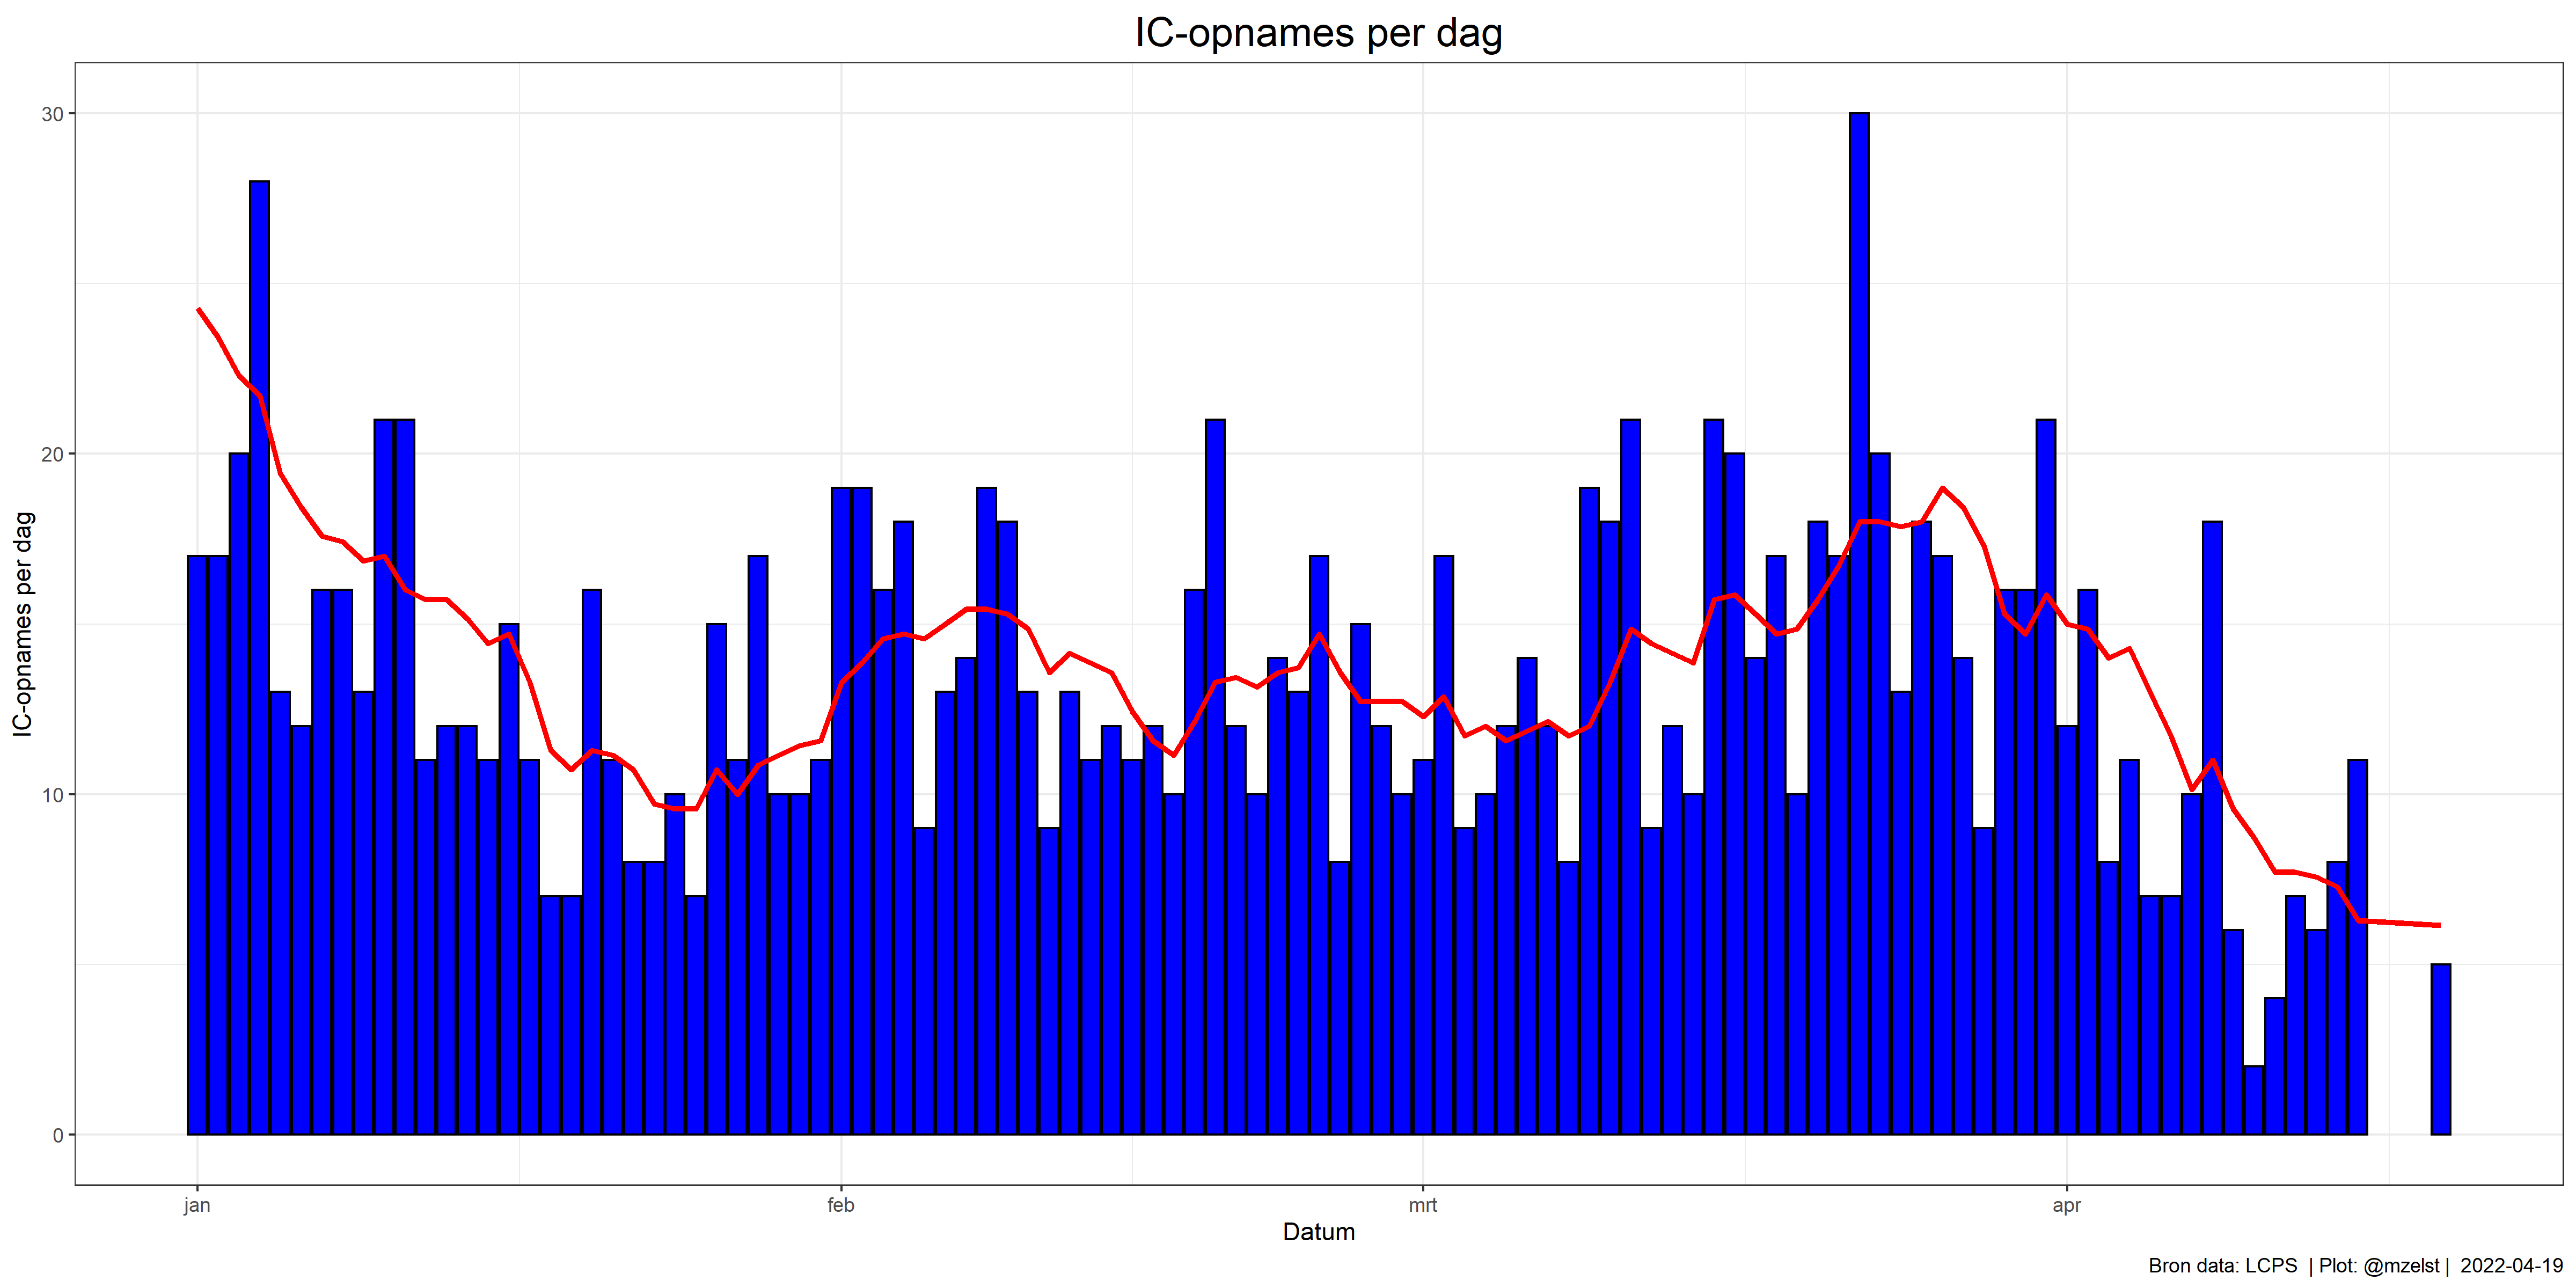 IC-opnames per dag
30
20
10
0
IC-opnames per dag
jan
feb
mrt
apr
Datum
Bron data: LCPS | Plot: @mzelst | 2022-04-19